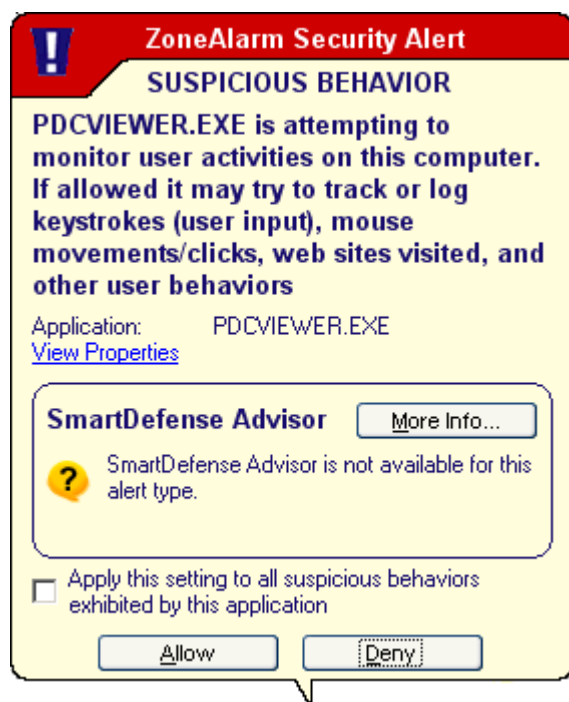 ZoneAlarm Security Alert
SUSPICIOUS BEHAVIOR
PDCVIEWER.EXE is attempting to
monitor user activities on this computer.
If allowed it may try to track or log
keystrokes (user input), mouse
movements/clicks, web sites visited, and
other user behaviors
Application: PDCVIEWER.EXE
View Properties
SmartDefense Advisor More Info...
SmartDefense Advisor is not available for this
alert type.
Apply this setting to all suspicious behaviors
exhibited by this application
Allow Deny